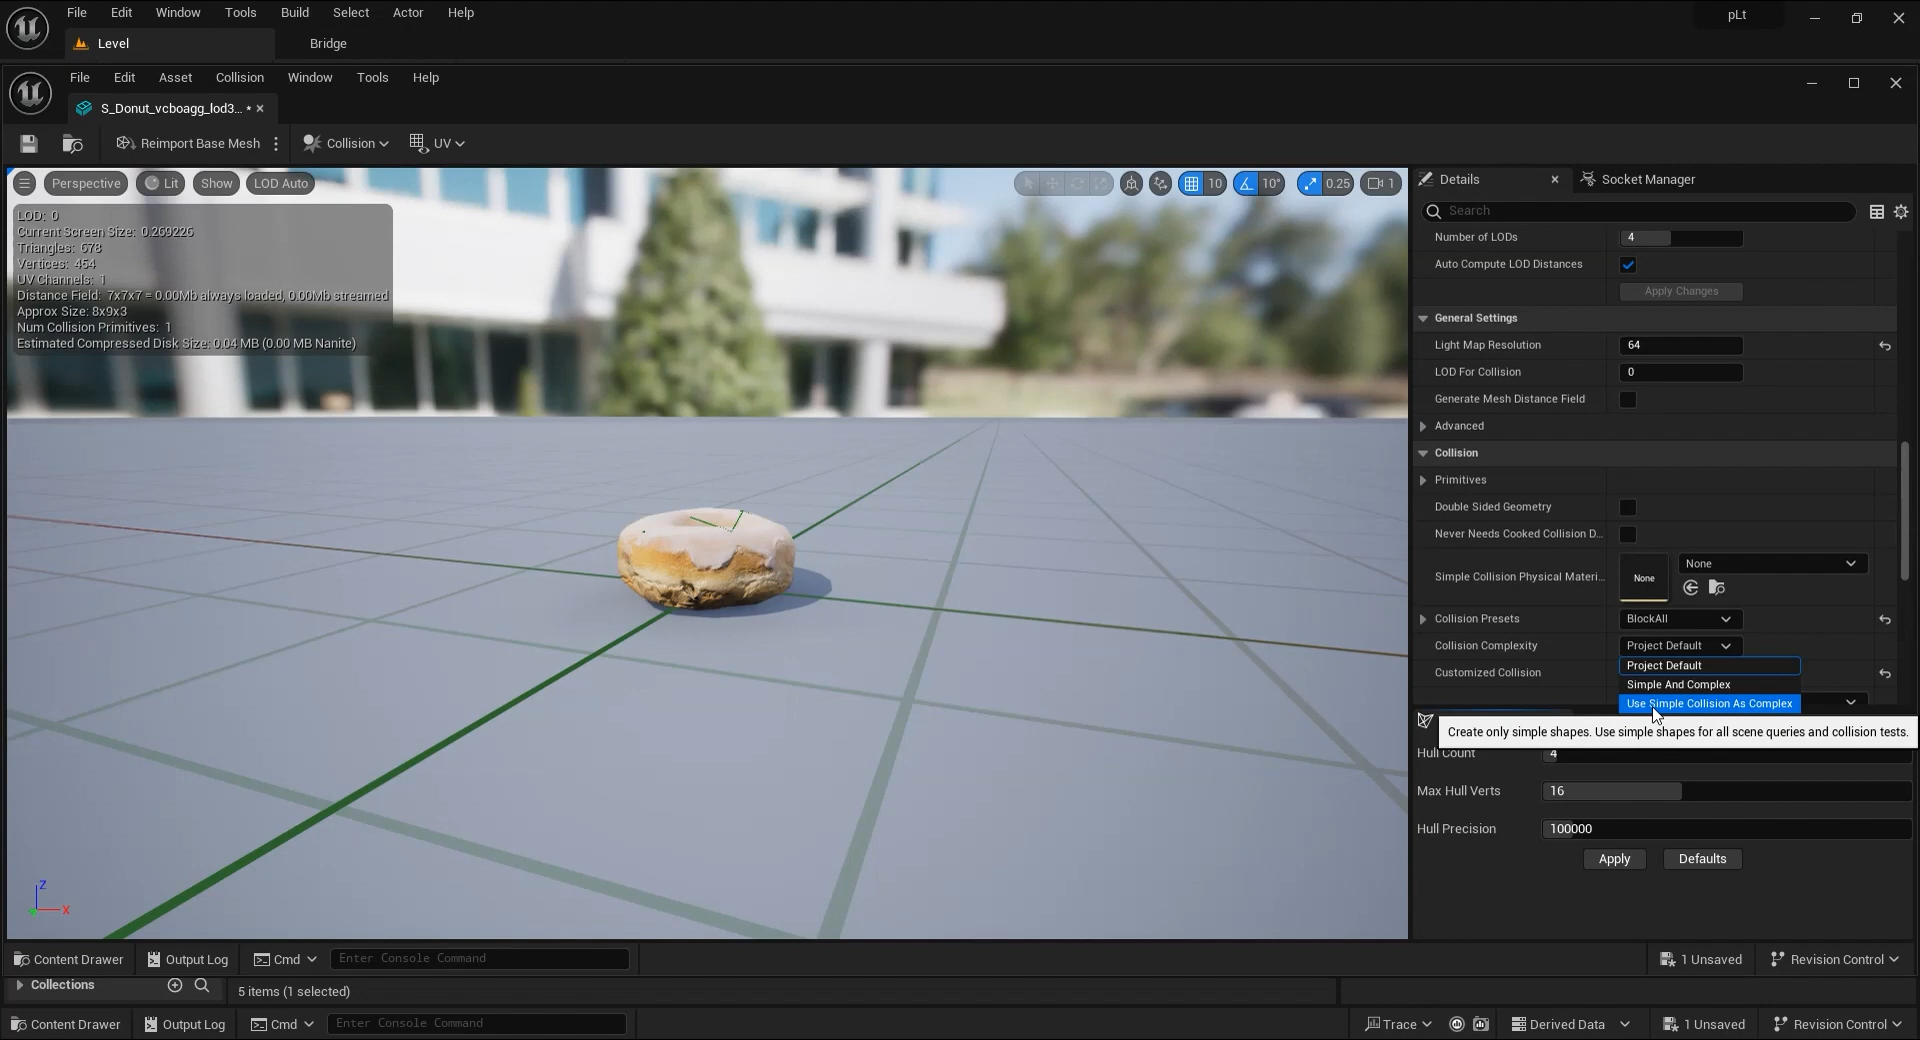 File Edit Window Tools Build Select Actor Help
pLt
Level
Bridge
File Edit Asset Collision Window Tools Help
S_Donut_vcboagg_lod3... •
Reimport Base Mesh
Collision
UV
Perspective
Lit
Show
LOD Auto
10
10°
0.25
1
LOD: 0
Current Screen Size: 0.269226
Triangles: 678
Vertices: 454
UV Channels: 1
Distance Field: 7x7x7 = 0.00Mb always loaded, 0.00Mb streamed
Approx Size: 8x9x3
Num Collision Primitives: 1
Estimated Compressed Disk Size: 0.04 MB (0.00 MB Nanite)
Z
X
Details
Socket Manager
Search
Number of LODs 4
Auto Compute LOD Distances
Apply Changes
General Settings
Light Map Resolution 64
LOD For Collision 0
Generate Mesh Distance Field
Advanced
Collision
Primitives
Double Sided Geometry
Never Needs Cooked Collision D...
Simple Collision Physical Materi...
None
None
Collision Presets BlockAll
Collision Complexity Project Default
Customized Collision
Project Default
Simple And Complex
Use Simple Collision As Complex
Create only simple shapes. Use simple shapes for all scene queries and collision tests.
Hull Count 4
Max Hull Verts 16
Hull Precision 100000
Apply
Defaults
Content Drawer
Output Log
Cmd
Enter Console Command
1 Unsaved
Revision Control
Collections
5 items (1 selected)
Content Drawer
Output Log
Cmd
Enter Console Command
Trace
Derived Data
1 Unsaved
Revision Control